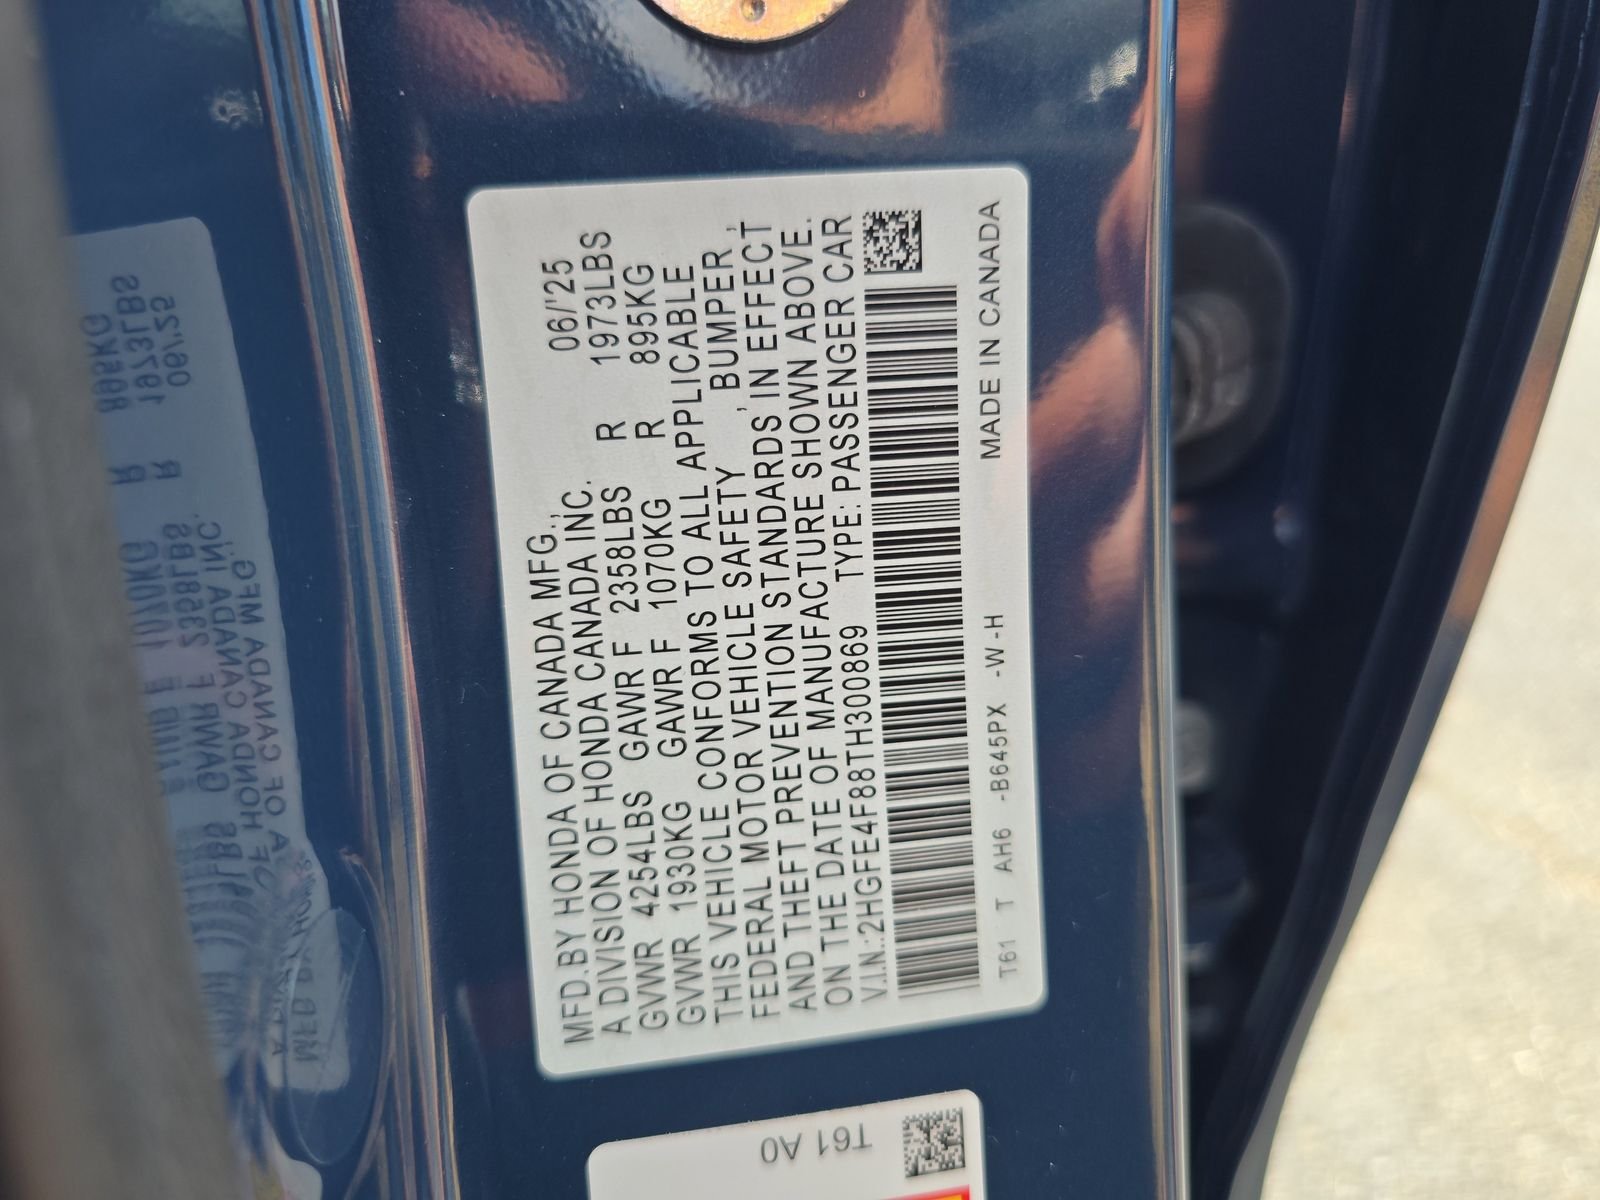 MFD.BY HONDA OF CANADA MFG.,
A DIVISION OF HONDA CANADA INC. 06/'25
GVWR 4254LBS GAWR F 2358LBS R 1973LBS
GVWR 1930KG GAWR F 1070KG R 895KG
THIS VEHICLE CONFORMS TO ALL APPLICABLE
FEDERAL MOTOR VEHICLE SAFETY, BUMPER,
AND THEFT PREVENTION STANDARDS IN EFFECT
ON THE DATE OF MANUFACTURE SHOWN ABOVE.
V.I.N.:2HGFE4F88TH300869 TYPE: PASSENGER CAR
T61 T AH6 -B645PX -W-H MADE IN CANADA
T61 A0